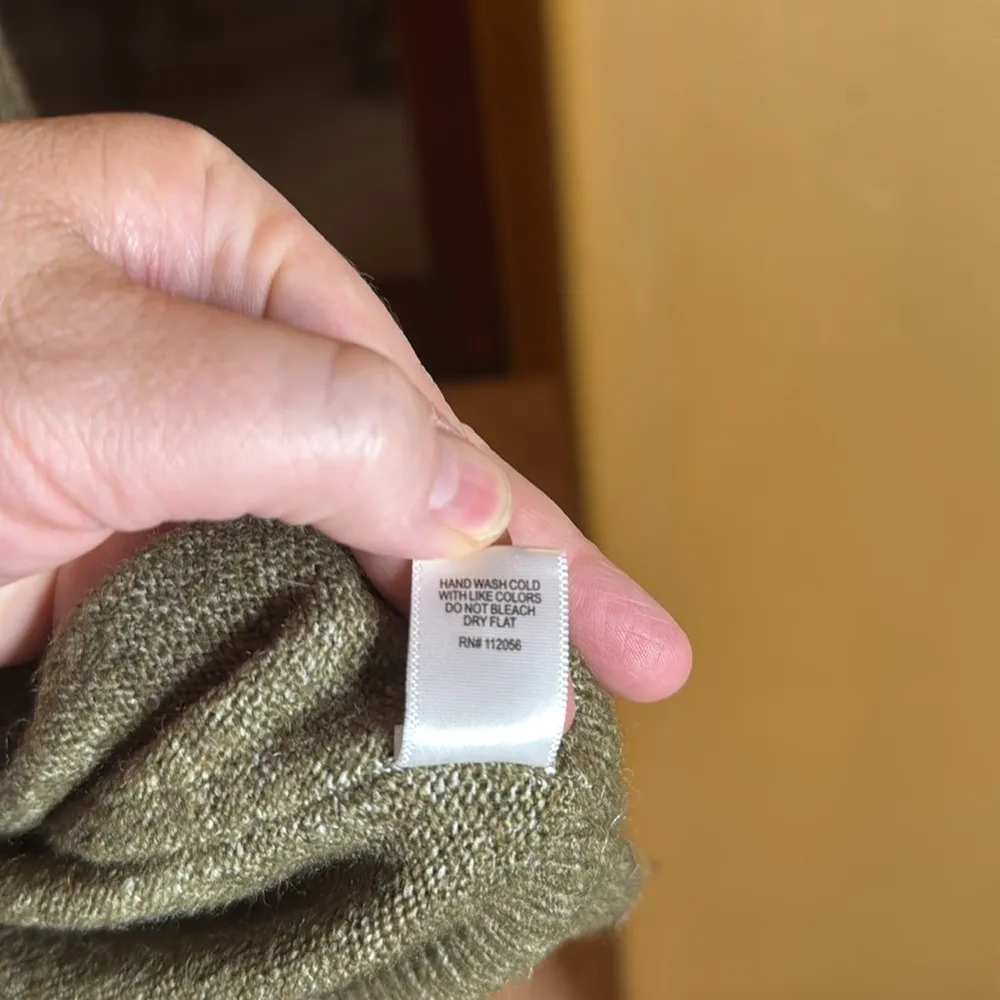 HAND WASH COLD
WITH LIKE COLORS
DO NOT BLEACH
DRY FLAT
RN# 112056